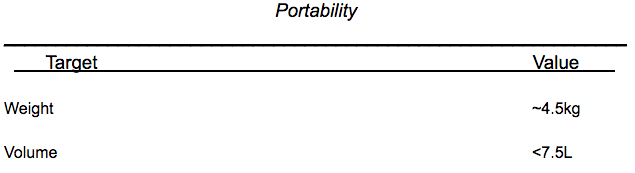 Portability
Target Value
Weight ~4.5kg
Volume <7.5L